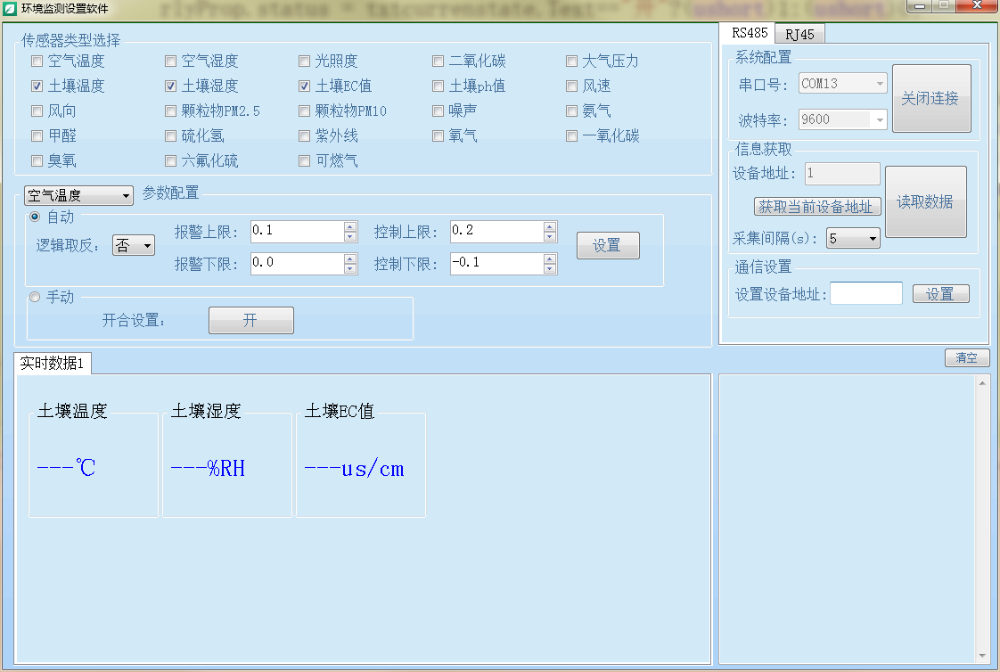 环境监测设置软件
rlyProp.status = txtcurrenstate.Text=="开"?(ushort)1:(ushort)
RS485 RJ45
传感器类型选择
空气温度 空气湿度 光照度 二氧化碳 大气压力
土壤温度 土壤湿度 土壤EC值 土壤ph值 风速
风向 颗粒物PM2.5 颗粒物PM10 噪声 氨气
甲醛 硫化氢 紫外线 氧气 一氧化碳
臭氧 六氟化硫 可燃气
空气温度 参数配置
自动
逻辑取反: 否
报警上限: 0.1 控制上限: 0.2
报警下限: 0.0 控制下限: -0.1
设置
手动
开合设置: 开
系统配置
串口号: COM13
波特率: 9600
关闭连接
信息获取
设备地址: 1
获取当前设备地址
读取数据
采集间隔(s): 5
通信设置
设置设备地址: 设置
清空
实时数据1
土壤温度 土壤湿度 土壤EC值
---℃ ---%RH ---us/cm